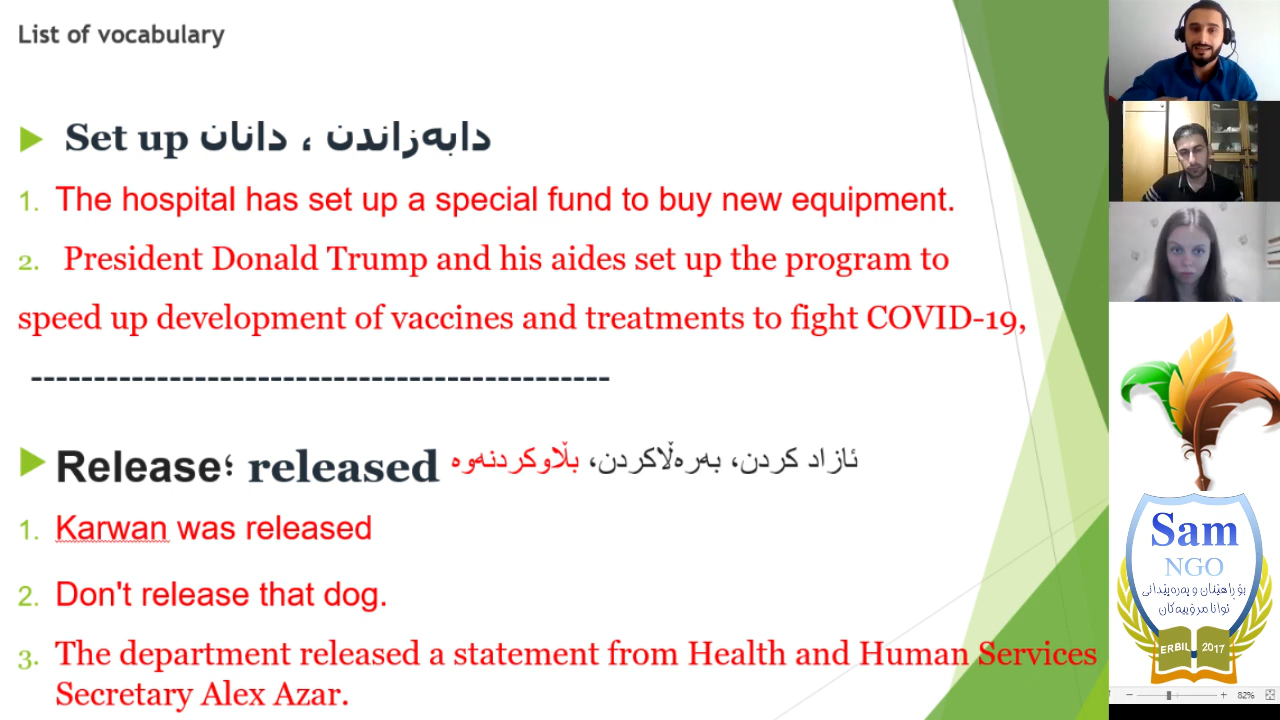 List of vocabulary
Set up دابەزاندن ، دانان
1. The hospital has set up a special fund to buy new equipment.
2. President Donald Trump and his aides set up the program to
speed up development of vaccines and treatments to fight COVID-19,
-----------------------------------------------
Release؛ released ئازاد کردن، بەرەڵاکردن، بڵاوکردنەوە
1. Karwan was released
2. Don't release that dog.
3. The department released a statement from Health and Human Services
Secretary Alex Azar.
Sam
NGO
بۆ ڕاهێنان و پەرەپێدانی
توانا مرۆییەکان
ERBIL 2017
82%